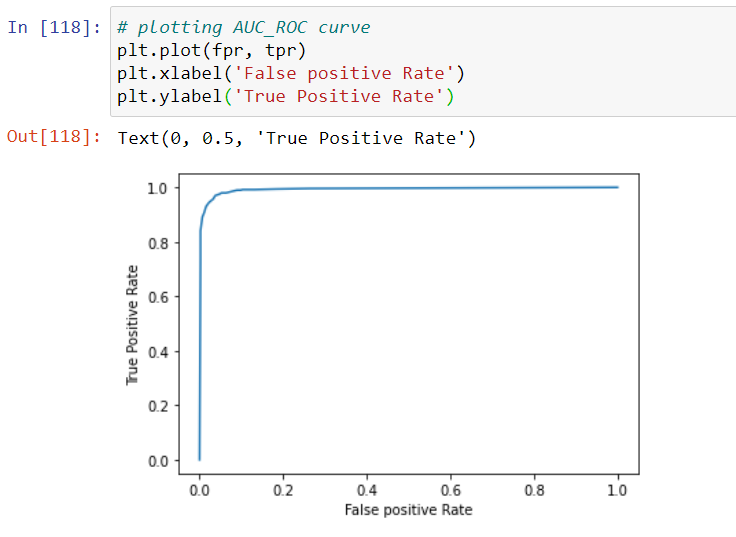 In [118]: # plotting AUC_ROC curve
plt.plot(fpr, tpr)
plt.xlabel('False positive Rate')
plt.ylabel('True Positive Rate')
Out[118]: Text(0, 0.5, 'True Positive Rate')
True Positive Rate
1.0
0.8
0.6
0.4
0.2
0.0
0.0 0.2 0.4 0.6 0.8 1.0
False positive Rate